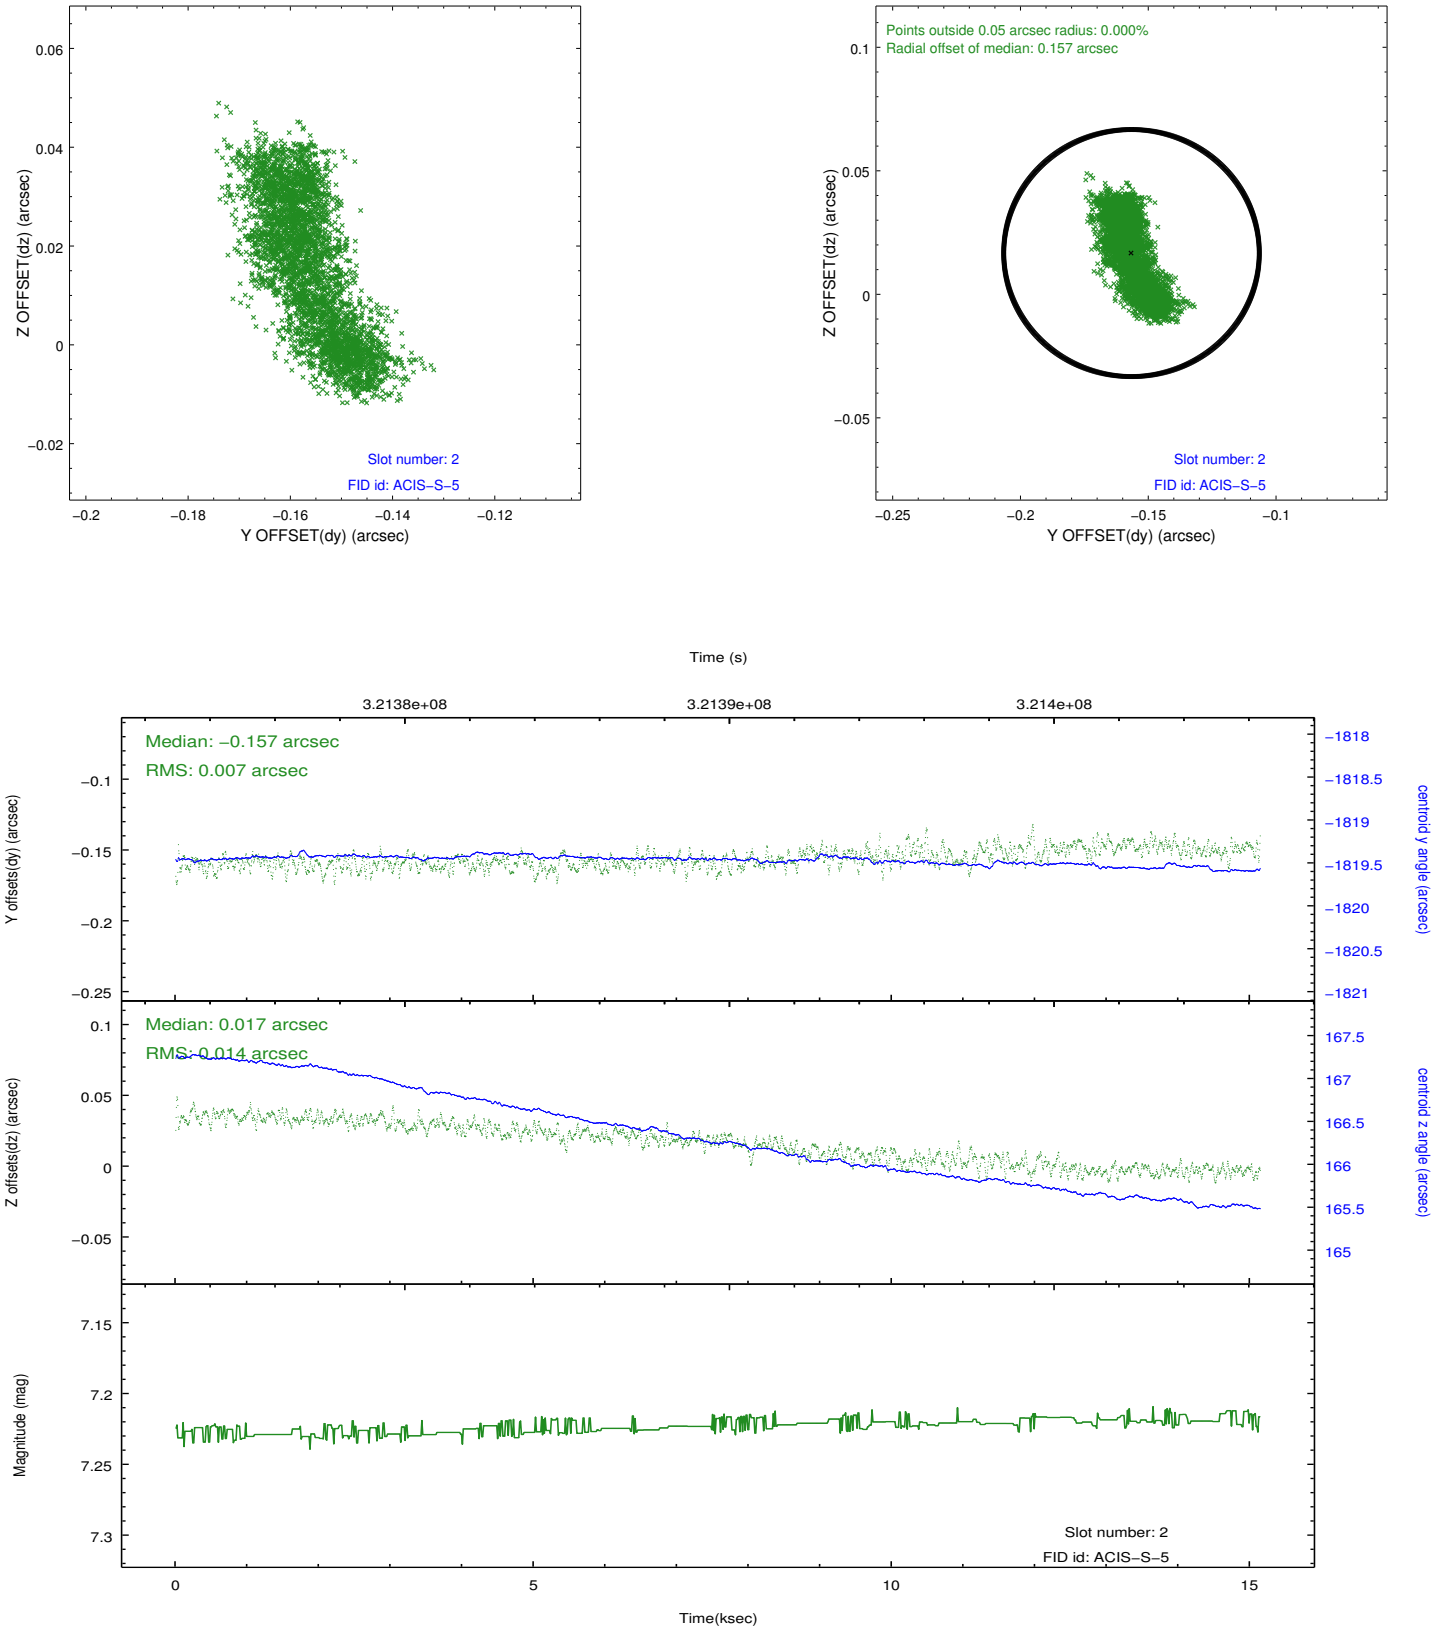 0.06
0.04
0.02
0
−0.02
Z OFFSET(dz) (arcsec)
Slot number: 2
FID id: ACIS−S−5
−0.2 −0.18 −0.16 −0.14 −0.12
Y OFFSET(dy) (arcsec)
Points outside 0.05 arcsec radius: 0.000%
Radial offset of median: 0.157 arcsec
0.1
0.05
0
−0.05
Z OFFSET(dz) (arcsec)
Slot number: 2
FID id: ACIS−S−5
−0.25 −0.2 −0.15 −0.1
Y OFFSET(dy) (arcsec)
Time (s)
3.2138e+08 3.2139e+08 3.214e+08
Median: −0.157 arcsec
RMS: 0.007 arcsec
−0.1
−0.15
−0.2
−0.25
Y offsets(dy) (arcsec)
−1818
−1818.5
−1819
−1819.5
−1820
−1820.5
−1821
centroid y angle (arcsec)
Median: 0.017 arcsec
RMS: 0.014 arcsec
0.1
0.05
0
−0.05
Z offsets(dz) (arcsec)
167.5
167
166.5
166
165.5
165
centroid z angle (arcsec)
7.15
7.2
7.25
7.3
Magnitude (mag)
Slot number: 2
FID id: ACIS−S−5
0 5 10 15
Time(ksec)